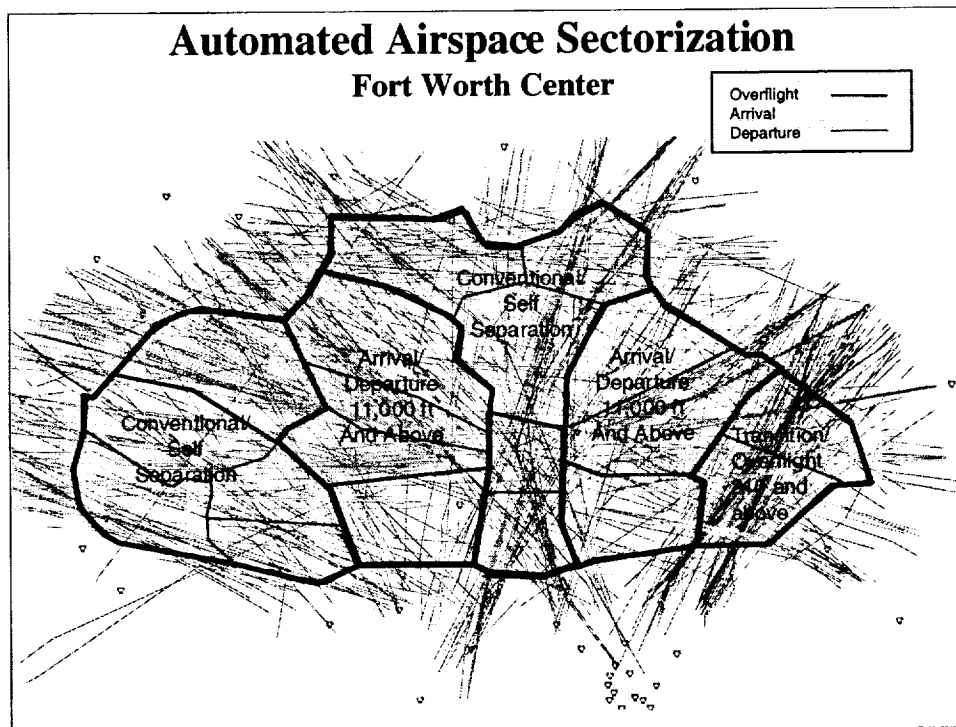 Automated Airspace Sectorization
Fort Worth Center
Overflight
Arrival
Departure
Conventional/
Self
Separation
Arrival/
Departure
11,000 ft
And Above
Arrival/
Departure
11,000 ft
And Above
Conventional/
Self
Separation
Transition/
Overflight
and
above